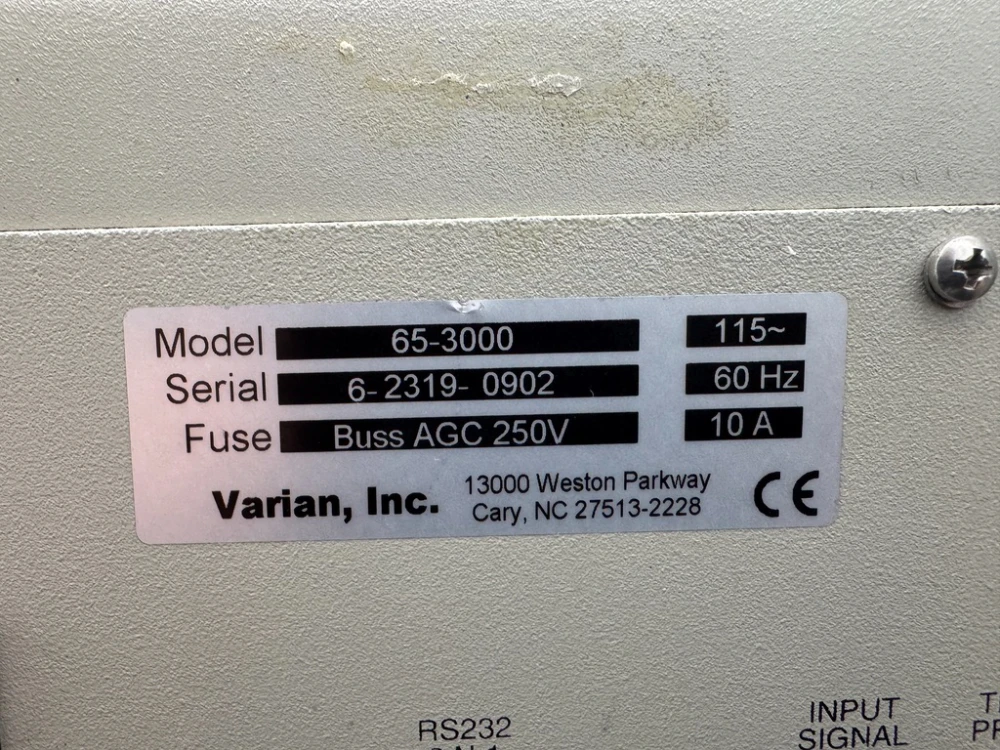 Model 65-3000 115~
Serial 6-2319- 0902 60 Hz
Fuse Buss AGC 250V 10 A
Varian, Inc. 13000 Weston Parkway
Cary, NC 27513-2228 CE
RS232
INPUT
SIGNAL